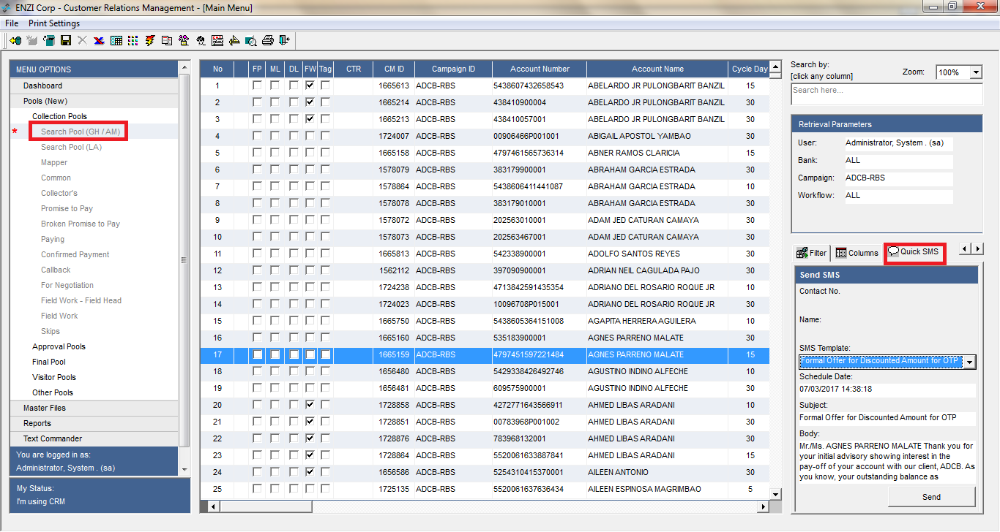 ENZI Corp - Customer Relations Management - [Main Menu]
File Print Settings
MENU OPTIONS
Dashboard
Pools (New)
Collection Pools
* Search Pool (GH / AM)
Search Pool (LA)
Mapper
Common
Collector's
Promise to Pay
Broken Promise to Pay
Paying
Confirmed Payment
Callback
For Negotiation
Field Work - Field Head
Field Work
Skips
Approval Pools
Final Pool
Visitor Pools
Other Pools
Master Files
Reports
Text Commander
You are logged in as:
Administrator, System . (sa)
My Status:
I'm using CRM
No FP ML DL FW Tag CTR CM ID Campaign ID Account Number Account Name Cycle Day
1 1665613 ADCB-RBS 5438607432658543 ABELARDO JR PULONGBARIT BANZIL 15
2 1665214 ADCB-RBS 438410900004 ABELARDO JR PULONGBARIT BANZIL 30
3 1665213 ADCB-RBS 438410057001 ABELARDO JR PULONGBARIT BANZIL 30
4 1724007 ADCB-RBS 00906466P001001 ABIGAIL APOSTOL YAMBAO 30
5 1665158 ADCB-RBS 4797461565736314 ABNER RAMOS CLARICIA 15
6 1578079 ADCB-RBS 383179900001 ABRAHAM GARCIA ESTRADA 30
7 1578864 ADCB-RBS 5438606411441087 ABRAHAM GARCIA ESTRADA 10
8 1578078 ADCB-RBS 383179010001 ABRAHAM GARCIA ESTRADA 30
9 1578072 ADCB-RBS 202563010001 ADAM JED CATURAN CAMAYA 30
10 1578073 ADCB-RBS 202563467001 ADAM JED CATURAN CAMAYA 30
11 1665813 ADCB-RBS 542338900001 ADOLFO SANTOS REYES 30
12 1562112 ADCB-RBS 397090900001 ADRIAN NEIL CAGULADA PAJO 30
13 1724238 ADCB-RBS 4713842591435354 ADRIANO DEL ROSARIO ROQUE JR 10
14 1724023 ADCB-RBS 10096708P015001 ADRIANO DEL ROSARIO ROQUE JR 30
15 1665750 ADCB-RBS 5438605364151008 AGAPITA HERRERA AGUILERA 10
16 1665160 ADCB-RBS 535183900001 AGNES PARRENO MALATE 30
17 1665159 ADCB-RBS 4797451597221484 AGNES PARRENO MALATE 15
18 1656480 ADCB-RBS 5429338426492746 AGUSTINO INDINO ALFECHE 10
19 1656481 ADCB-RBS 609575900001 AGUSTINO INDINO ALFECHE 30
20 1728858 ADCB-RBS 4272771643566911 AHMED LIBAS ARADANI 10
21 1728851 ADCB-RBS 00783968P001002 AHMED LIBAS ARADANI 30
22 1728876 ADCB-RBS 783968132001 AHMED LIBAS ARADANI 30
23 1728864 ADCB-RBS 5520061633887841 AHMED LIBAS ARADANI 15
24 1656586 ADCB-RBS 5254310415370001 AILEEN ANTONIO 30
25 1725135 ADCB-RBS 5520061637636434 AILEEN ESPINOSA MAGRIMBAO 5
Search by:
[click any column]
Zoom: 100%
Search here...
Retrieval Parameters
User: Administrator, System . (sa)
Bank: ALL
Campaign: ADCB-RBS
Workflow: ALL
Filter Columns Quick SMS
Send SMS
Contact No.
Name:
SMS Template:
Formal Offer for Discounted Amount for OTP
Schedule Date:
07/03/2017 14:38:18
Subject:
Formal Offer for Discounted Amount for OTP
Body:
Mr./Ms. AGNES PARRENO MALATE Thank you for
your initial advisory showing interest in the
pay-off of your account with our client, ADCB. As
you know, your outstanding balance as
Send